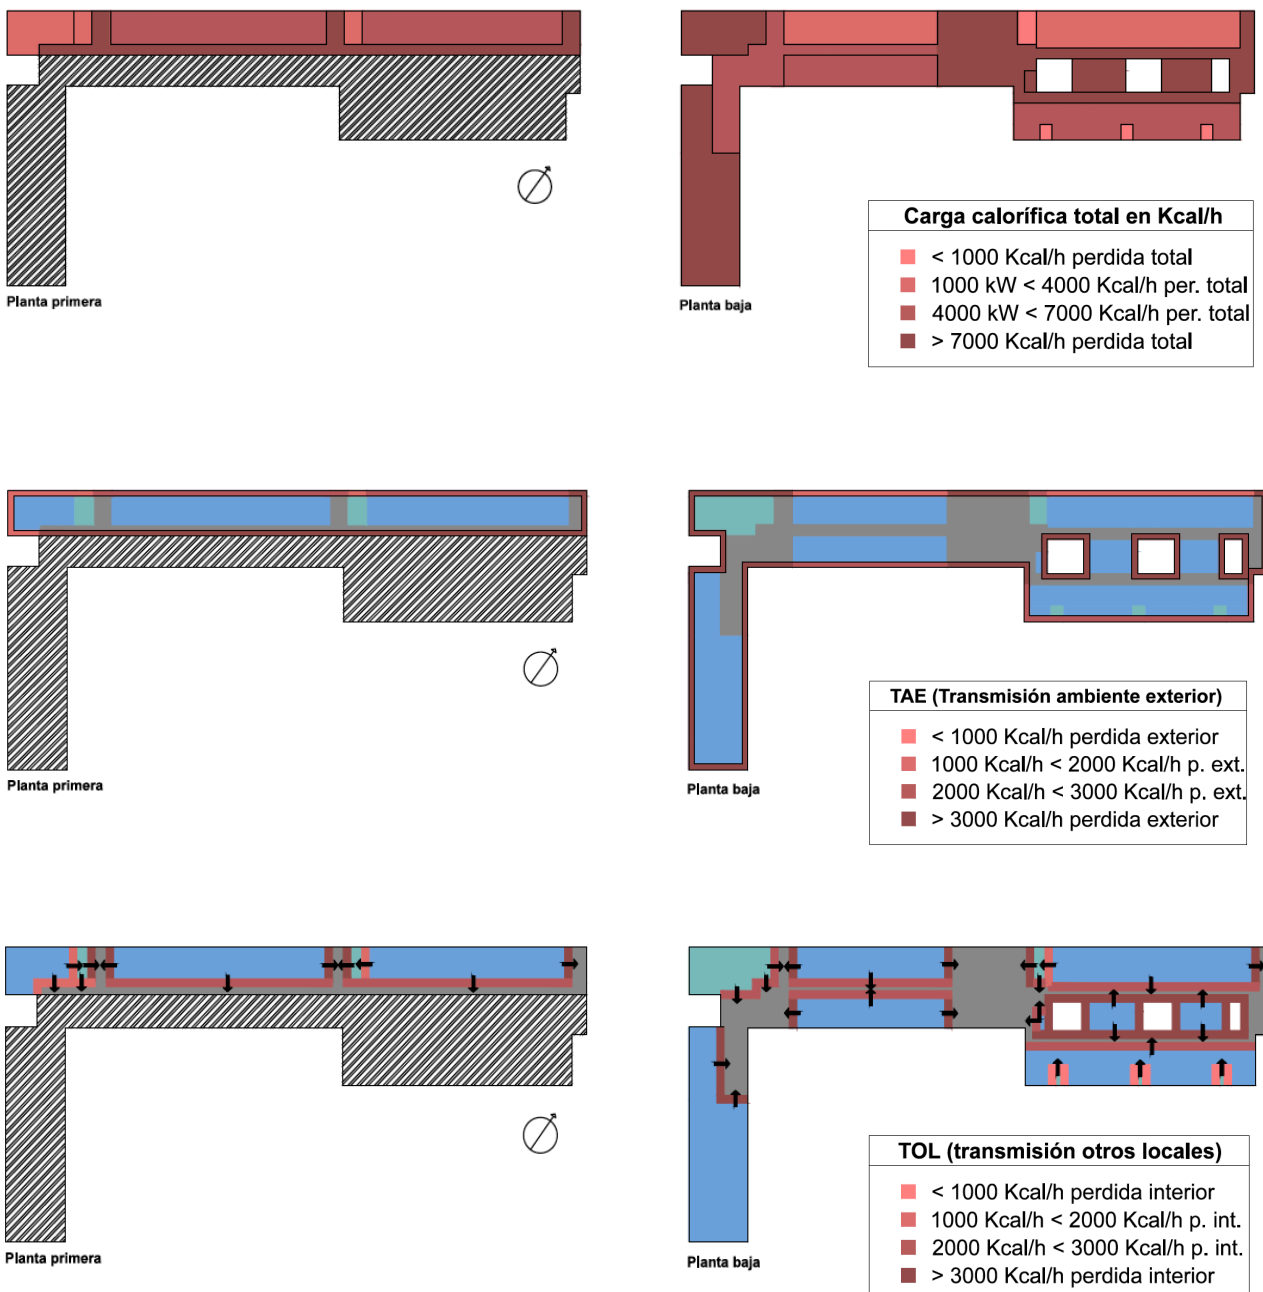 Planta primera
Planta baja
Carga calorífica total en Kcal/h
< 1000 Kcal/h perdida total
1000 kW < 4000 Kcal/h per. total
4000 kW < 7000 Kcal/h per. total
> 7000 Kcal/h perdida total
Planta primera
Planta baja
TAE (Transmisión ambiente exterior)
< 1000 Kcal/h perdida exterior
1000 Kcal/h < 2000 Kcal/h p. ext.
2000 Kcal/h < 3000 Kcal/h p. ext.
> 3000 Kcal/h perdida exterior
Planta primera
Planta baja
TOL (transmisión otros locales)
< 1000 Kcal/h perdida interior
1000 Kcal/h < 2000 Kcal/h p. int.
2000 Kcal/h < 3000 Kcal/h p. int.
> 3000 Kcal/h perdida interior